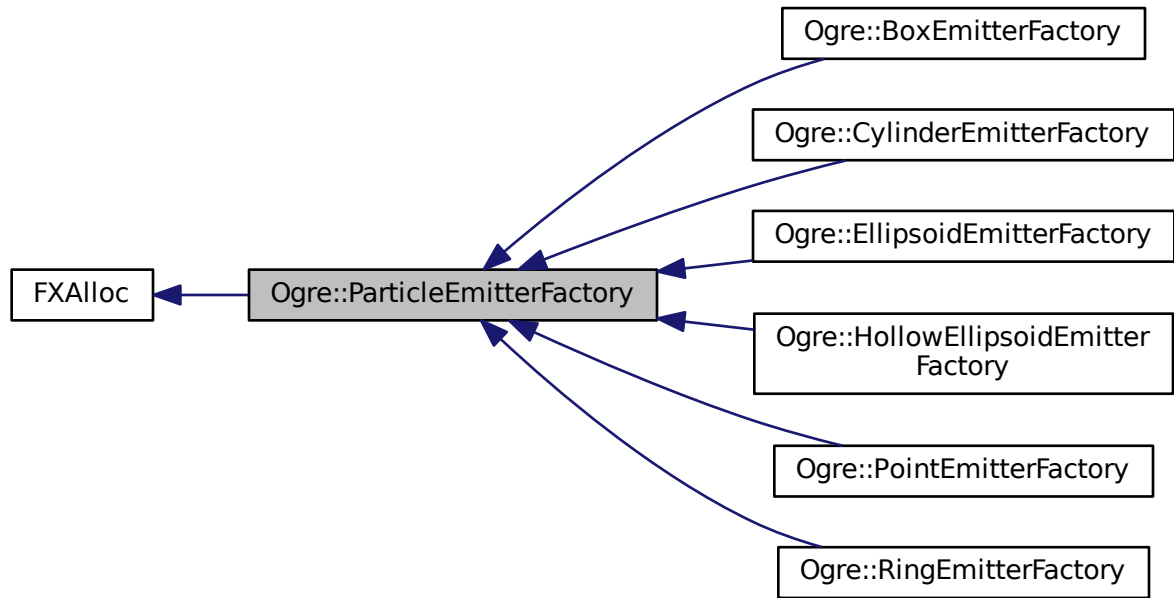 Ogre::BoxEmitterFactory
Ogre::CylinderEmitterFactory
Ogre::EllipsoidEmitterFactory
FXAlloc
Ogre::ParticleEmitterFactory
Ogre::HollowEllipsoidEmitter
Factory
Ogre::PointEmitterFactory
Ogre::RingEmitterFactory